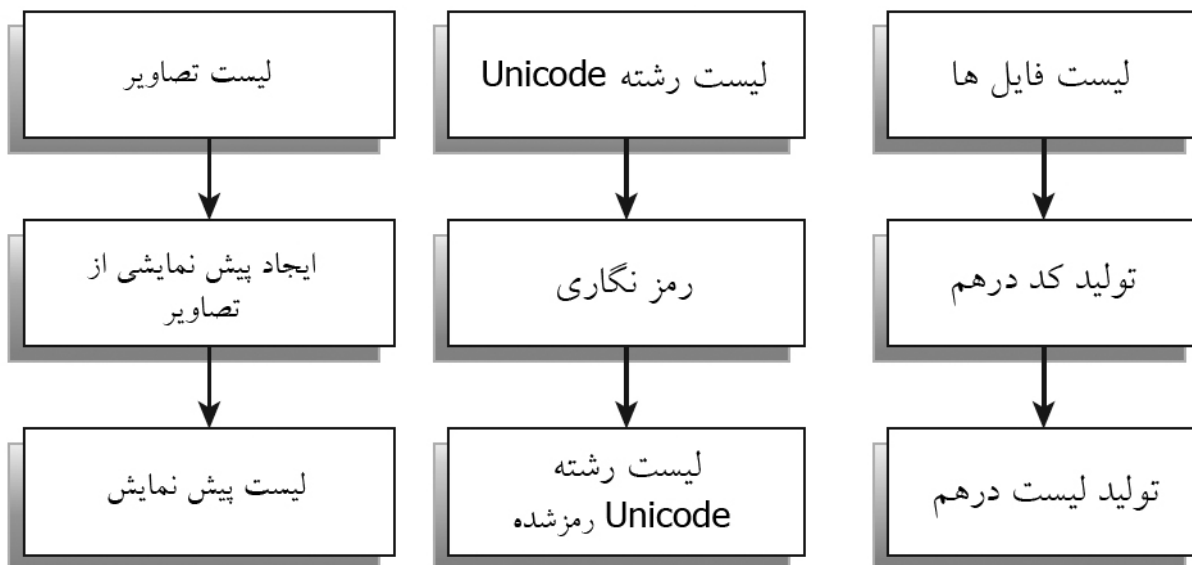 لیست فایل ها
تولید کد درهم
تولید لیست درهم
لیست رشته Unicode
رمز نگاری
لیست رشته
Unicode رمزشده
لیست تصاویر
ایجاد پیش نمایشی از
تصاویر
لیست پیش نمایش